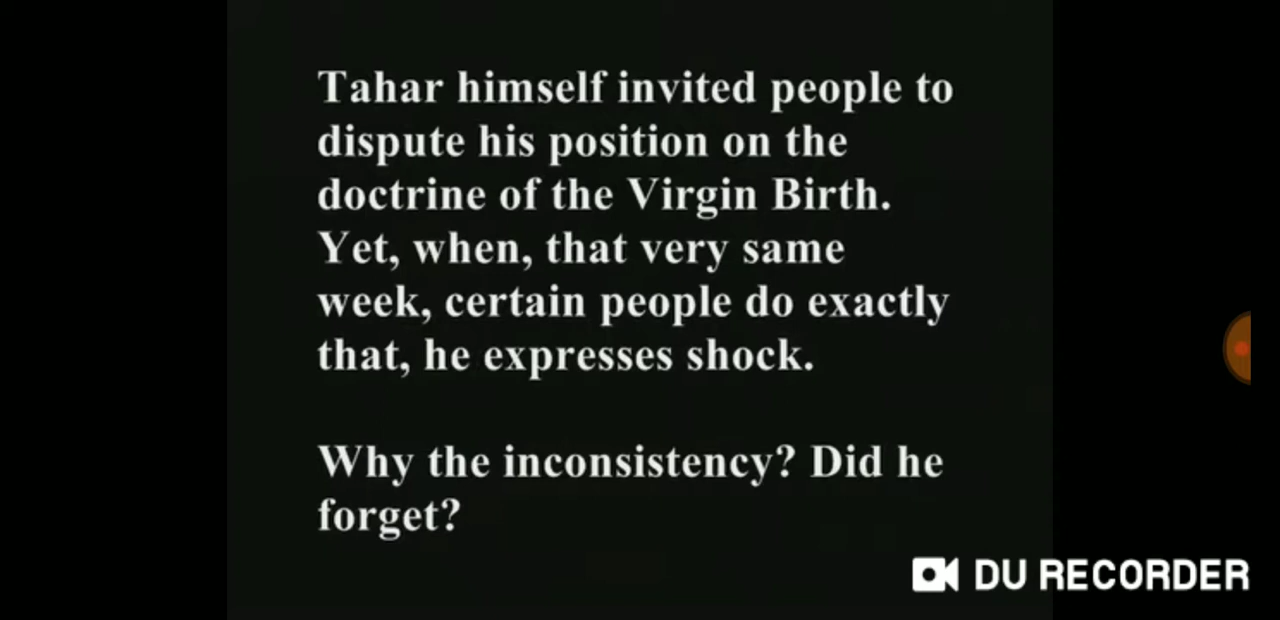 Tahar himself invited people to
dispute his position on the
doctrine of the Virgin Birth.
Yet, when, that very same
week, certain people do exactly
that, he expresses shock.
Why the inconsistency? Did he
forget?
DU RECORDER